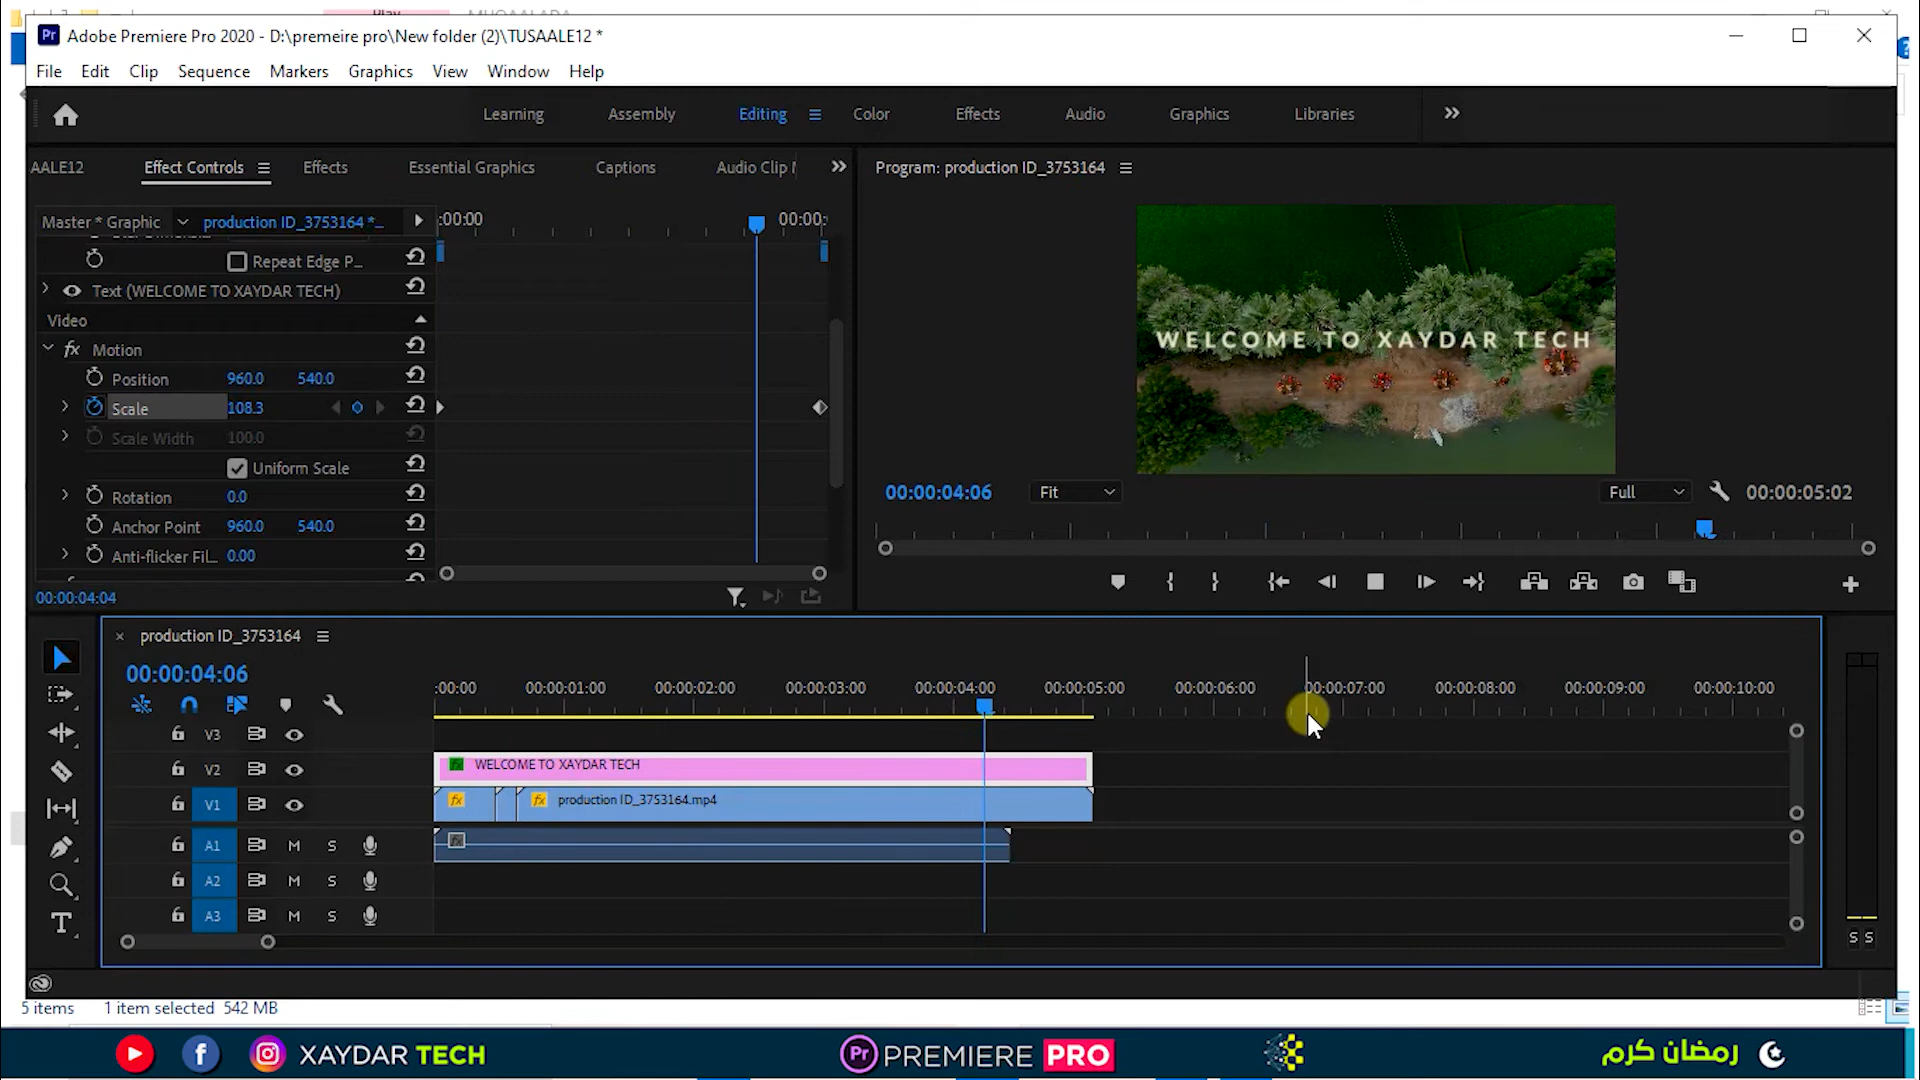 Adobe Premiere Pro 2020 - D:\premeire pro\New folder (2)\TUSAALE12 *
File Edit Clip Sequence Markers Graphics View Window Help
Learning Assembly Editing Color Effects Audio Graphics Libraries
AALE12 Effect Controls Effects Essential Graphics Captions Audio Clip
Program: production ID_3753164
Master * Graphic production ID_3753164 *...
:00:00 00:00:
Repeat Edge P...
Text (WELCOME TO XAYDAR TECH)
Video
fx Motion
Position 960.0 540.0
Scale 108.3
Scale Width 100.0
Uniform Scale
Rotation 0.0
Anchor Point 960.0 540.0
Anti-flicker Fil... 0.00
00:00:04:04
WELCOME TO XAYDAR TECH
00:00:04:06 Fit Full 00:00:05:02
production ID_3753164
00:00:04:06
:00:00 00:00:01:00 00:00:02:00 00:00:03:00 00:00:04:00 00:00:05:00 00:00:06:00 00:00:07:00 00:00:08:00 00:00:09:00 00:00:10:00
V3
V2 fx WELCOME TO XAYDAR TECH
V1 fx fx production ID_3753164.mp4
A1 M S fx
A2 M S
A3 M S
S S
5 items 1 item selected 542 MB
XAYDAR TECH Pr PREMIERE PRO رمضان كرم